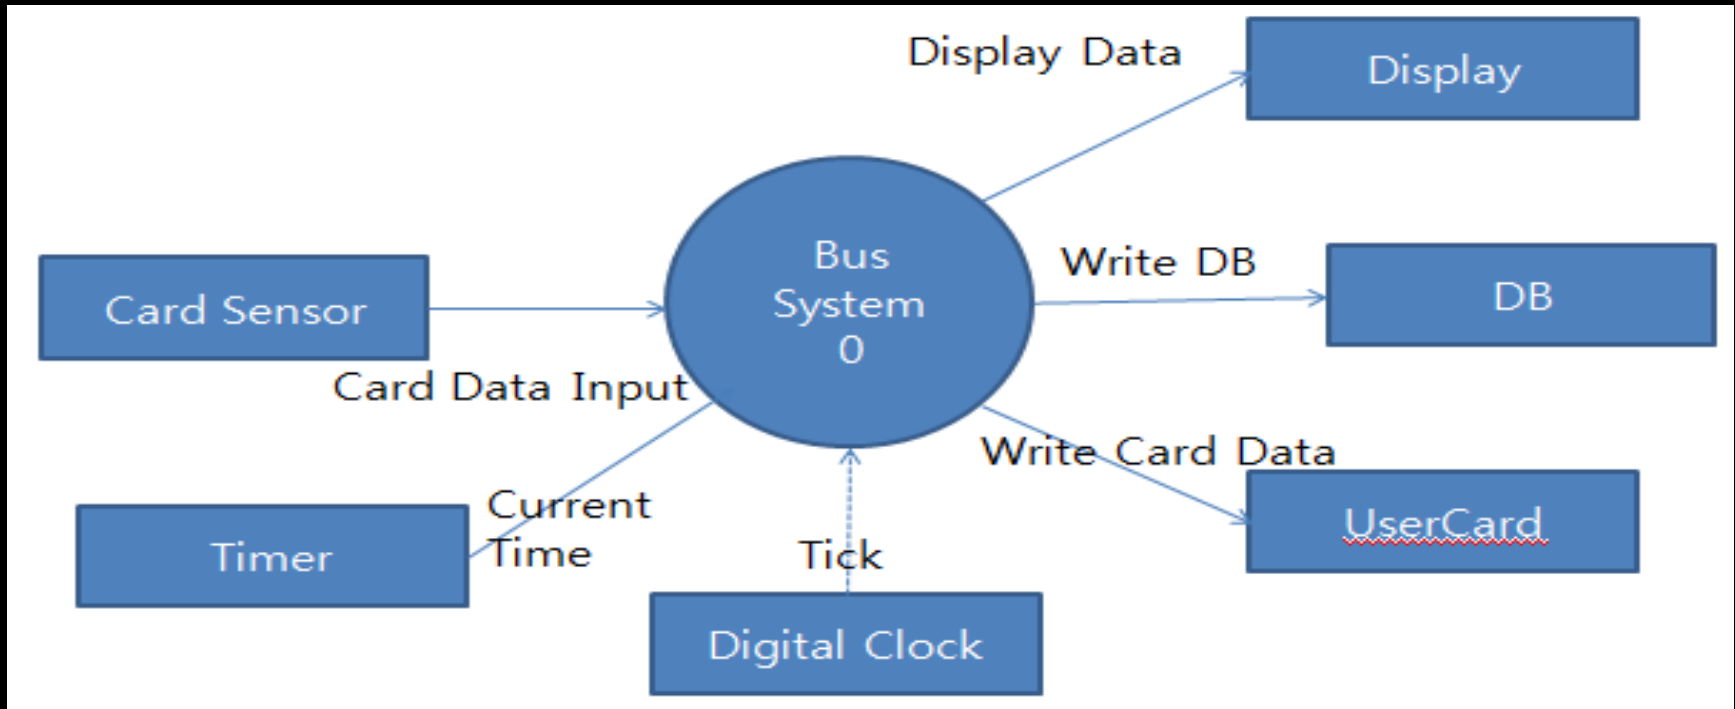 Display Data
Display
Bus
System
0
Write DB
DB
Card Sensor
Card Data Input
Write Card Data
UserCard
Current
Time
Timer
Tick
Digital Clock